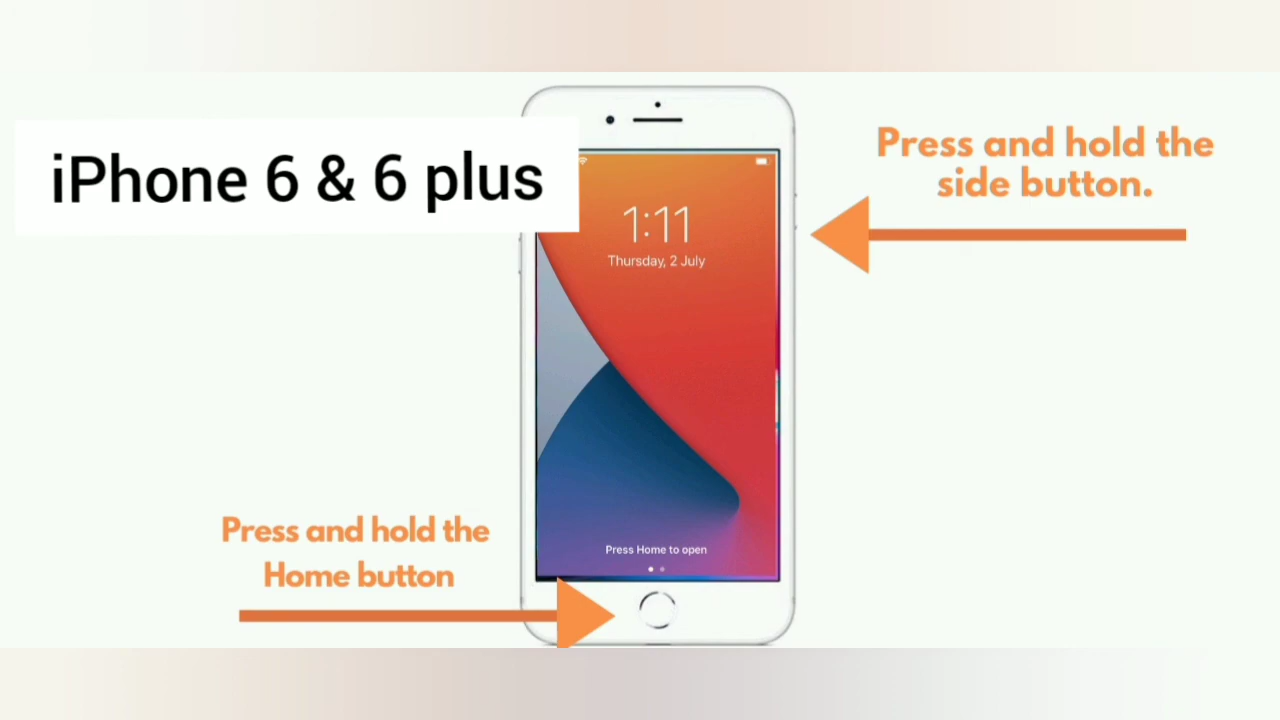 iPhone 6 & 6 plus
Press and hold the
side button.
1:11
Thursday, 2 July
Press and hold the
Home button
Press Home to open